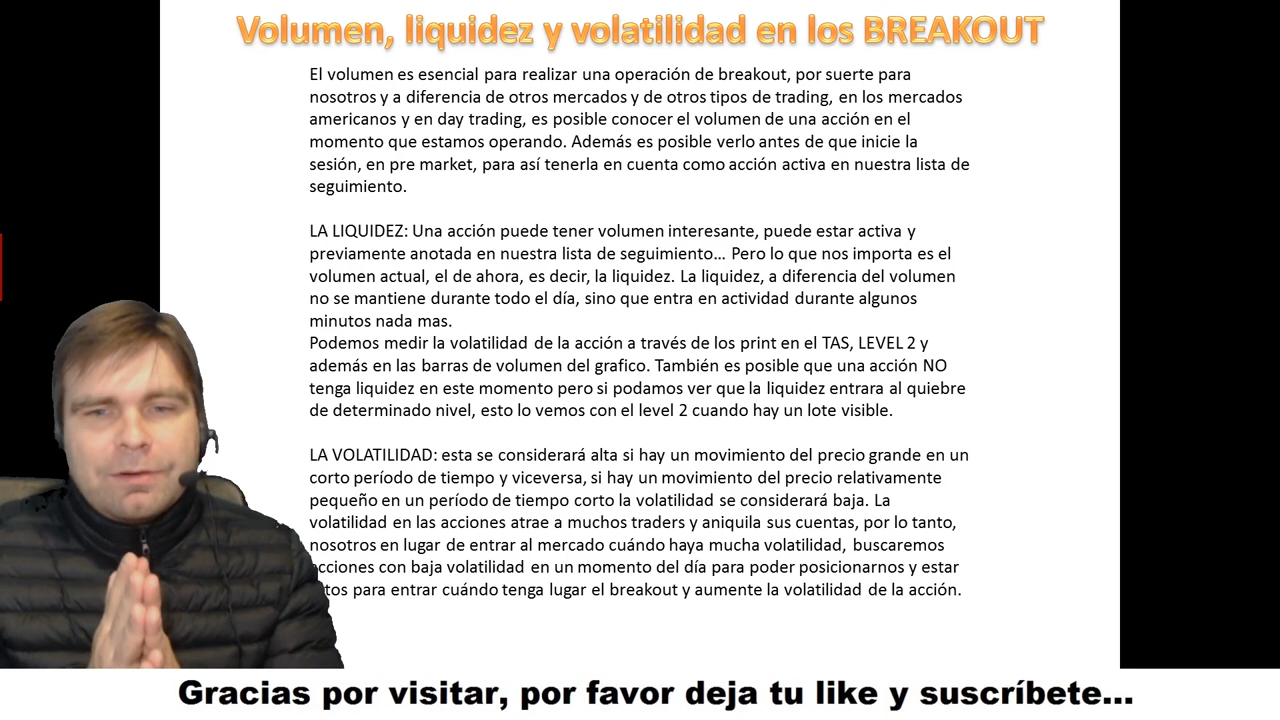 Volumen, liquidez y volatilidad en los BREAKOUT
El volumen es esencial para realizar una operación de breakout, por suerte para
nosotros y a diferencia de otros mercados y de otros tipos de trading, en los mercados
americanos y en day trading, es posible conocer el volumen de una acción en el
momento que estamos operando. Además es posible verlo antes de que inicie la
sesión, en pre market, para así tenerla en cuenta como acción activa en nuestra lista de
seguimiento.
LA LIQUIDEZ: Una acción puede tener volumen interesante, puede estar activa y
previamente anotada en nuestra lista de seguimiento... Pero lo que nos importa es el
volumen actual, el de ahora, es decir, la liquidez. La liquidez, a diferencia del volumen
no se mantiene durante todo el día, sino que entra en actividad durante algunos
minutos nada mas.
Podemos medir la volatilidad de la acción a través de los print en el TAS, LEVEL 2 y
además en las barras de volumen del grafico. También es posible que una acción NO
tenga liquidez en este momento pero si podamos ver que la liquidez entrara al quiebre
de determinado nivel, esto lo vemos con el level 2 cuando hay un lote visible.
LA VOLATILIDAD: esta se considerará alta si hay un movimiento del precio grande en un
corto período de tiempo y viceversa, si hay un movimiento del precio relativamente
pequeño en un período de tiempo corto la volatilidad se considerará baja. La
volatilidad en las acciones atrae a muchos traders y aniquila sus cuentas, por lo tanto,
nosotros en lugar de entrar al mercado cuándo haya mucha volatilidad, buscaremos
cciones con baja volatilidad en un momento del día para poder posicionarnos y estar
tos para entrar cuándo tenga lugar el breakout y aumente la volatilidad de la acción.
Gracias por visitar, por favor deja tu like y suscríbete...